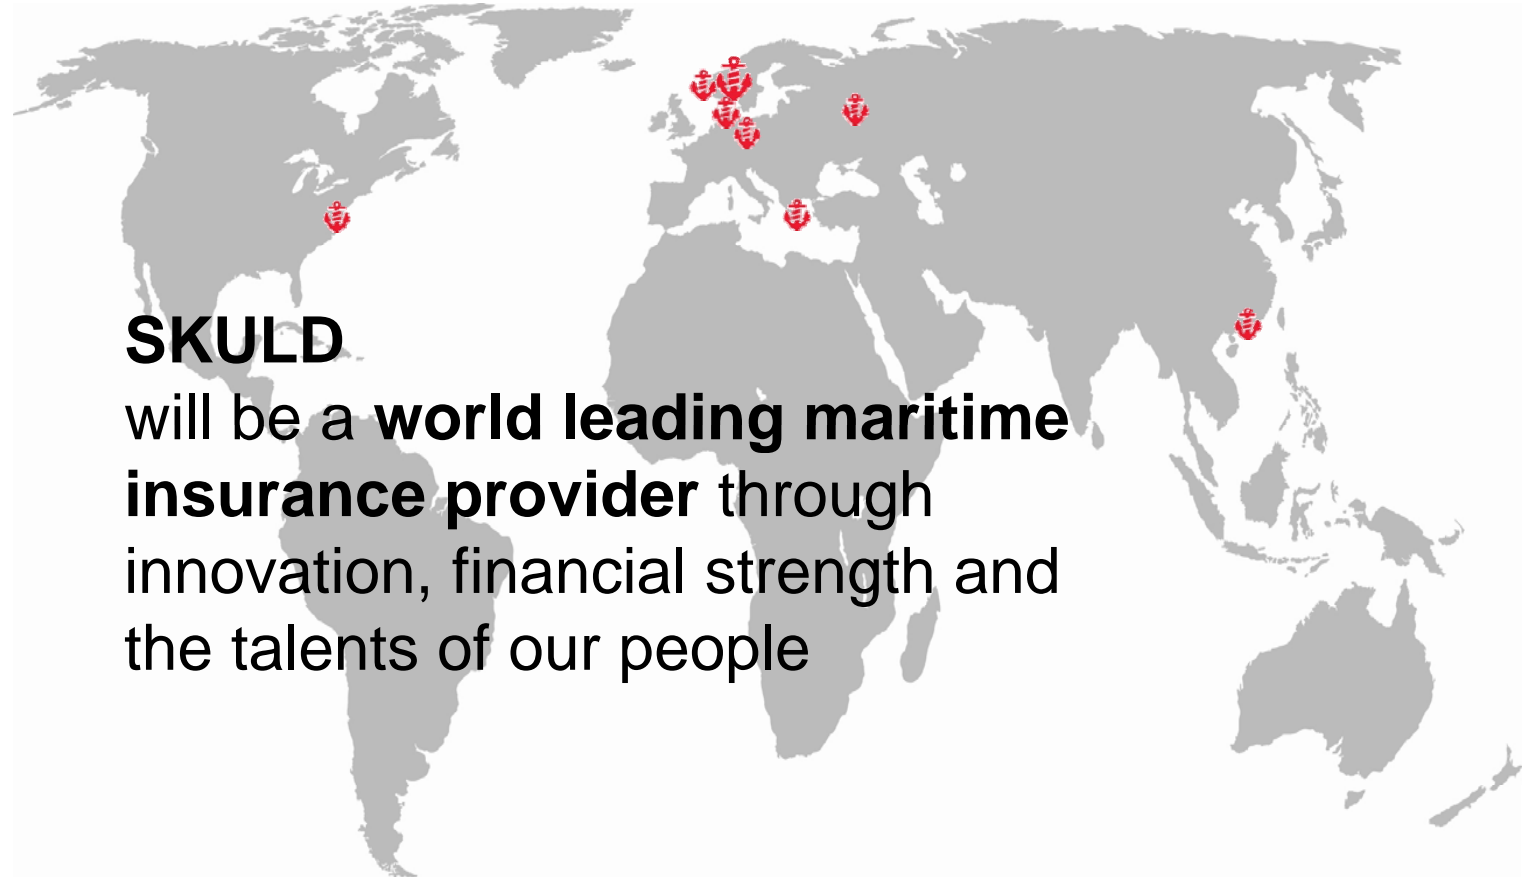 SKULD
will be a world leading maritime
insurance provider through
innovation, financial strength and
the talents of our people